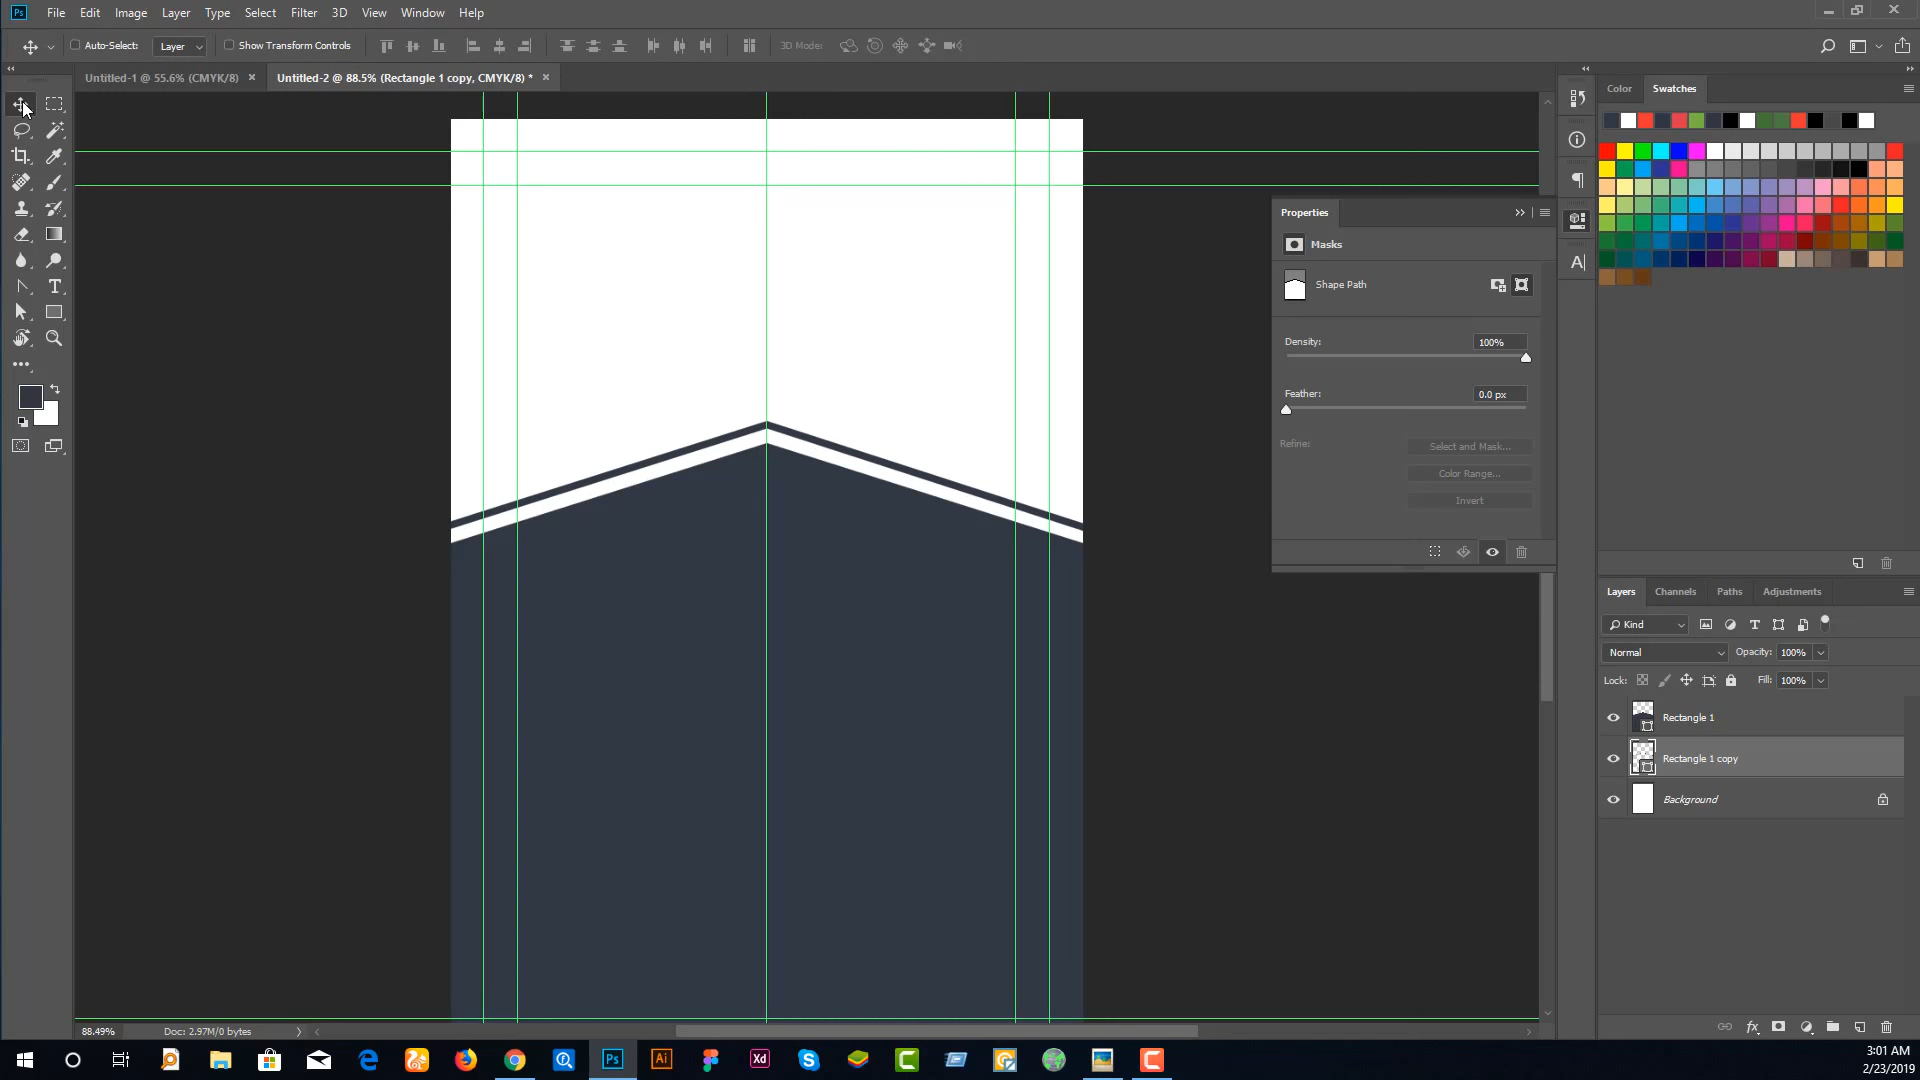 Ps File Edit Image Layer Type Select Filter 3D View Window Help
Auto-Select: Layer Show Transform Controls 3D Mode:
Untitled-1 @ 55.6% (CMYK/8) × Untitled-2 @ 88.5% (Rectangle 1 copy, CMYK/8) * ×
Color Swatches
Properties
Masks
Shape Path
Density: 100%
Feather: 0.0 px
Refine: Select and Mask...
Color Range...
Invert
Layers Channels Paths Adjustments
Kind
Normal Opacity: 100%
Lock: Fill: 100%
Rectangle 1
Rectangle 1 copy
Background
88.49% Doc: 2.97M/0 bytes
Ps Ai Xd
3:01 AM
2/23/2019